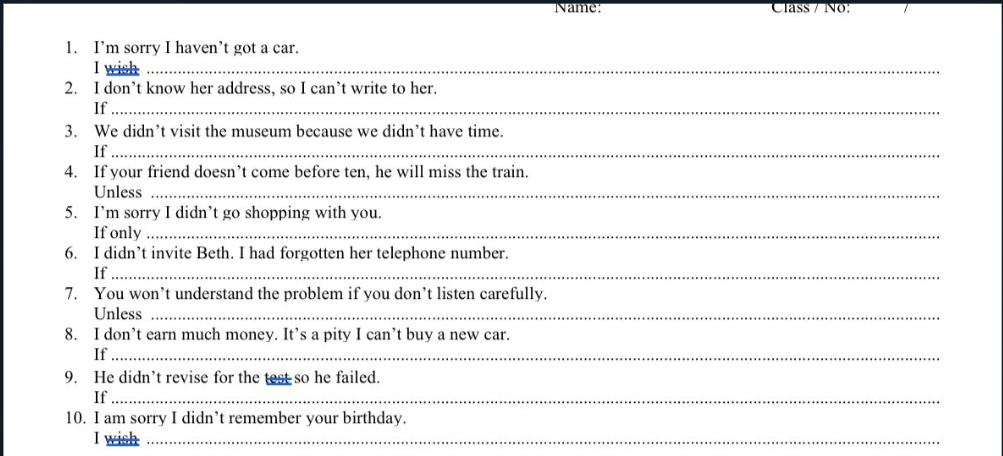 Name: Class / No: /
1. I'm sorry I haven't got a car.
I wish ..........
2. I don't know her address, so I can't write to her.
If ..........
3. We didn't visit the museum because we didn't have time.
If ..........
4. If your friend doesn't come before ten, he will miss the train.
Unless ..........
5. I'm sorry I didn't go shopping with you.
If only ..........
6. I didn't invite Beth. I had forgotten her telephone number.
If ..........
7. You won't understand the problem if you don't listen carefully.
Unless ..........
8. I don't earn much money. It's a pity I can't buy a new car.
If ..........
9. He didn't revise for the test so he failed.
If ..........
10. I am sorry I didn't remember your birthday.
I wish ..........